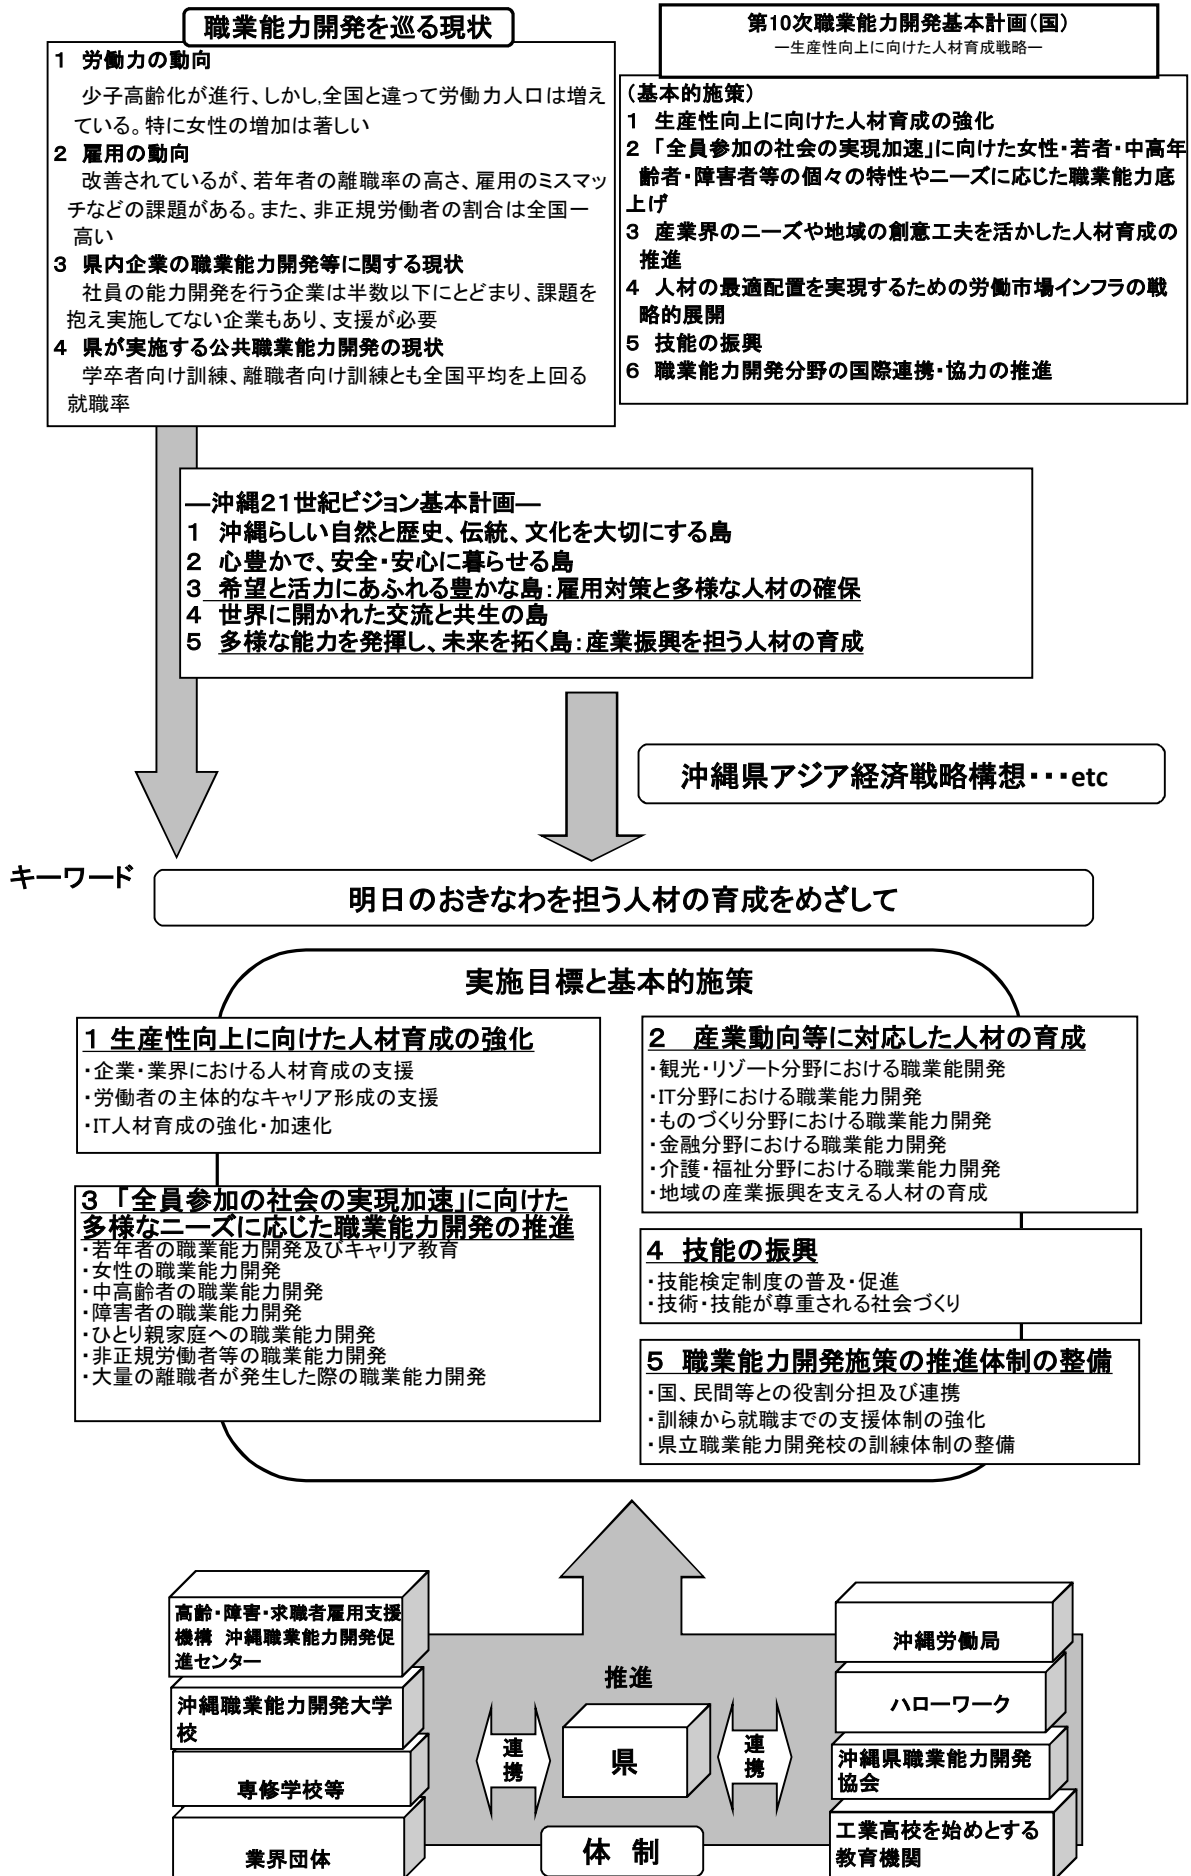 職業能力開発を巡る現状
1 労働力の動向
少子高齢化が進行、しかし,全国と違って労働力人口は増え
ている。特に女性の増加は著しい
2 雇用の動向
改善されているが、若年者の離職率の高さ、雇用のミスマッ
チなどの課題がある。また、非正規労働者の割合は全国一
高い
3 県内企業の職業能力開発等に関する現状
社員の能力開発を行う企業は半数以下にとどまり、課題を
抱え実施してない企業もあり、支援が必要
4 県が実施する公共職業能力開発の現状
学卒者向け訓練、離職者向け訓練とも全国平均を上回る
就職率
第10次職業能力開発基本計画(国)
―生産性向上に向けた人材育成戦略―
(基本的施策)
1 生産性向上に向けた人材育成の強化
2 「全員参加の社会の実現加速」に向けた女性・若者・中高年
齢者・障害者等の個々の特性やニーズに応じた職業能力底
上げ
3 産業界のニーズや地域の創意工夫を活かした人材育成の
推進
4 人材の最適配置を実現するための労働市場インフラの戦
略的展開
5 技能の振興
6 職業能力開発分野の国際連携・協力の推進
―沖縄21世紀ビジョン基本計画―
1 沖縄らしい自然と歴史、伝統、文化を大切にする島
2 心豊かで、安全・安心に暮らせる島
3 希望と活力にあふれる豊かな島:雇用対策と多様な人材の確保
4 世界に開かれた交流と共生の島
5 多様な能力を発揮し、未来を拓く島:産業振興を担う人材の育成
沖縄県アジア経済戦略構想・・・etc
キーワード
明日のおきなわを担う人材の育成をめざして
実施目標と基本的施策
1 生産性向上に向けた人材育成の強化
・企業・業界における人材育成の支援
・労働者の主体的なキャリア形成の支援
・IT人材育成の強化・加速化
2 産業動向等に対応した人材の育成
・観光・リゾート分野における職業能開発
・IT分野における職業能力開発
・ものづくり分野における職業能力開発
・金融分野における職業能力開発
・介護・福祉分野における職業能力開発
・地域の産業振興を支える人材の育成
3 「全員参加の社会の実現加速」に向けた
多様なニーズに応じた職業能力開発の推進
・若年者の職業能力開発及びキャリア教育
・女性の職業能力開発
・中高齢者の職業能力開発
・障害者の職業能力開発
・ひとり親家庭への職業能力開発
・非正規労働者等の職業能力開発
・大量の離職者が発生した際の職業能力開発
4 技能の振興
・技能検定制度の普及・促進
・技術・技能が尊重される社会づくり
5 職業能力開発施策の推進体制の整備
・国、民間等との役割分担及び連携
・訓練から就職までの支援体制の強化
・県立職業能力開発校の訓練体制の整備
高齢・障害・求職者雇用支援
機構 沖縄職業能力開発促
進センター
沖縄職業能力開発大学
校
専修学校等
業界団体
推進
連携
県
連携
体 制
沖縄労働局
ハローワーク
沖縄県職業能力開発
協会
工業高校を始めとする
教育機関